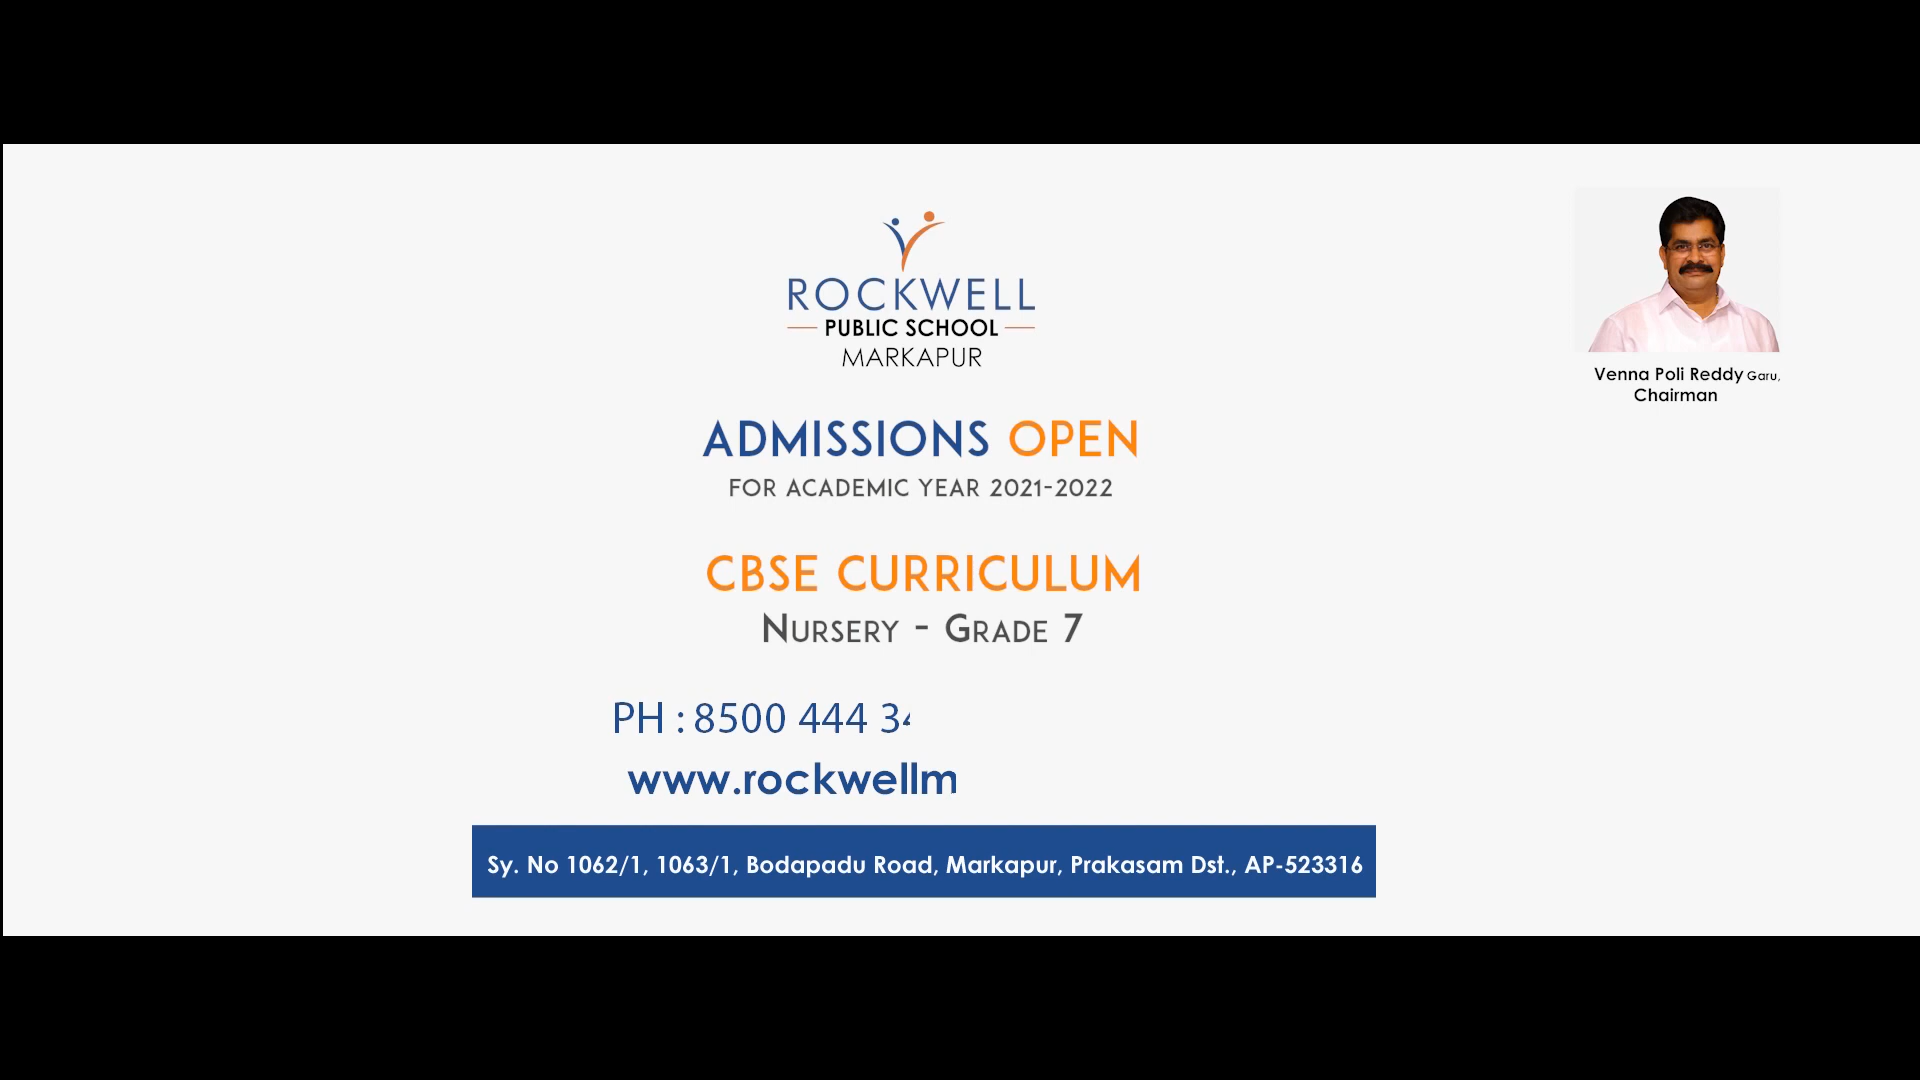 ROCKWELL
PUBLIC SCHOOL
MARKAPUR
Venna Poli Reddy Garu,
Chairman
ADMISSIONS OPEN
FOR ACADEMIC YEAR 2021-2022
CBSE CURRICULUM
NURSERY - GRADE 7
PH : 8500 444 3
www.rockwellm
Sy. No 1062/1, 1063/1, Bodapadu Road, Markapur, Prakasam Dst., AP-523316